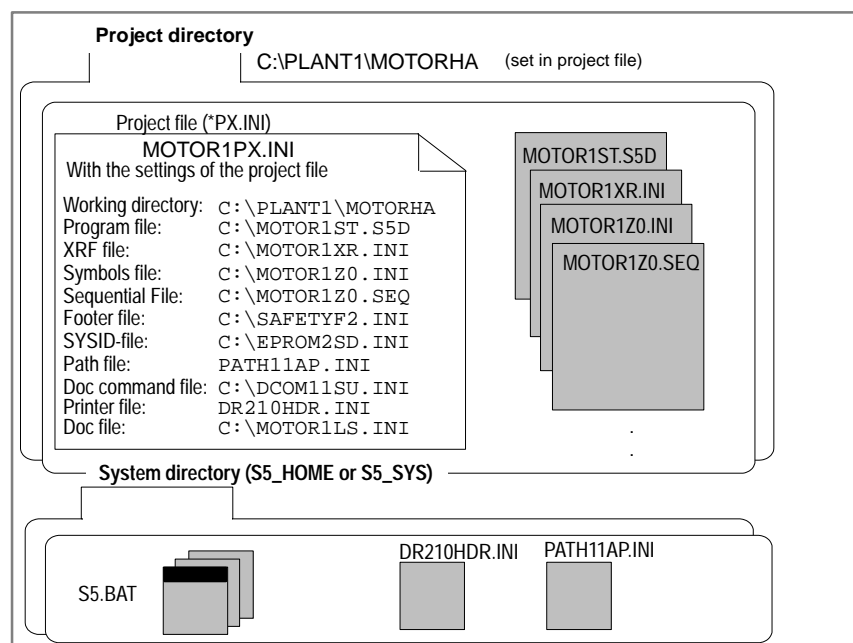 Project directory
C:\PLANT1\MOTORHA (set in project file)
Project file (*PX.INI)
MOTOR1PX.INI
With the settings of the project file
Working directory: C:\PLANT1\MOTORHA
Program file: C:\MOTOR1ST.S5D
XRF file: C:\MOTOR1XR.INI
Symbols file: C:\MOTOR1Z0.INI
Sequential File: C:\MOTOR1Z0.SEQ
Footer file: C:\SAFETYF2.INI
SYSID-file: C:\EPROM2SD.INI
Path file: PATH11AP.INI
Doc command file: C:\DCOM11SU.INI
Printer file: DR210HDR.INI
Doc file: C:\MOTOR1LS.INI
MOTOR1ST.S5D
MOTOR1XR.INI
MOTOR1Z0.INI
MOTOR1Z0.SEQ
.
.
System directory (S5_HOME or S5_SYS)
S5.BAT
DR210HDR.INI
PATH11AP.INI